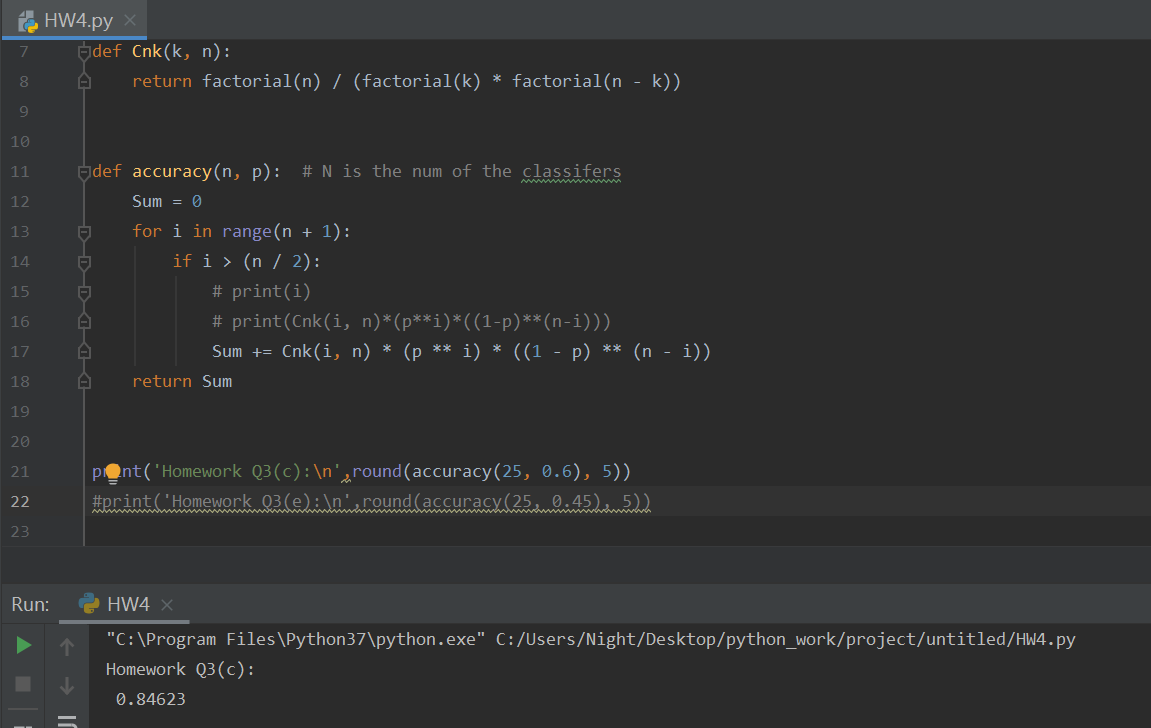 HW4.py
7 def Cnk(k, n):
8 return factorial(n) / (factorial(k) * factorial(n - k))
9
10
11 def accuracy(n, p):  # N is the num of the classifers
12 Sum = 0
13 for i in range(n + 1):
14 if i > (n / 2):
15 # print(i)
16 # print(Cnk(i, n)*(p**i)*((1-p)**(n-i)))
17 Sum += Cnk(i, n) * (p ** i) * ((1 - p) ** (n - i))
18 return Sum
19
20
21 print('Homework Q3(c):\n',round(accuracy(25, 0.6), 5))
22 #print('Homework Q3(e):\n',round(accuracy(25, 0.45), 5))
23
Run: HW4
"C:\Program Files\Python37\python.exe" C:/Users/Night/Desktop/python_work/project/untitled/HW4.py
Homework Q3(c):
0.84623